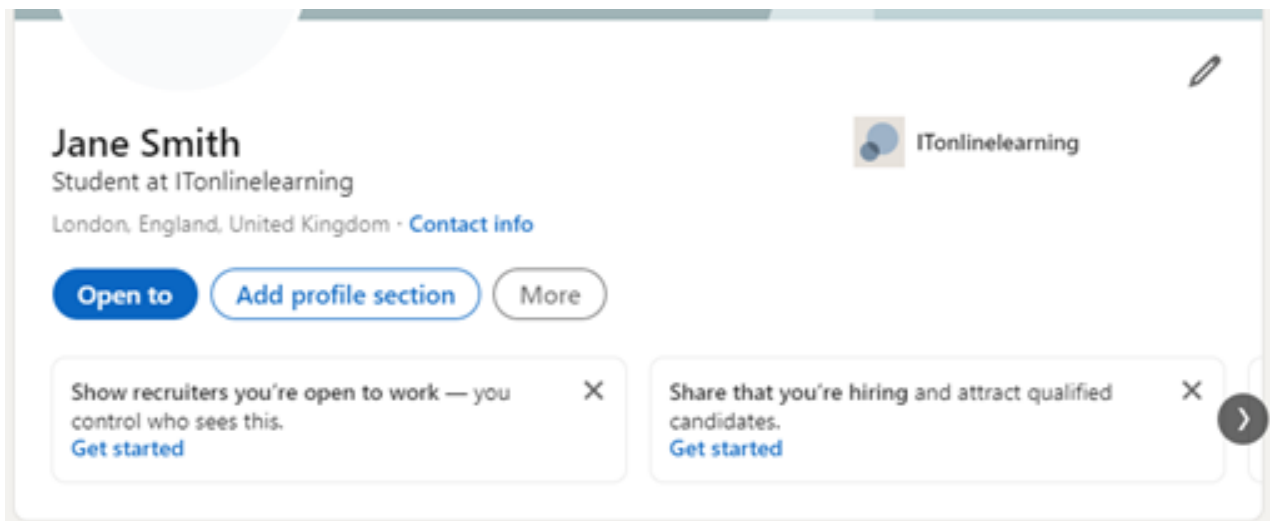 Jane Smith
ITonlinelearning
Student at ITonlinelearning
London, England, United Kingdom · Contact info
Open to
Add profile section
More
Show recruiters you're open to work — you
control who sees this.
Get started
Share that you're hiring and attract qualified
candidates.
Get started